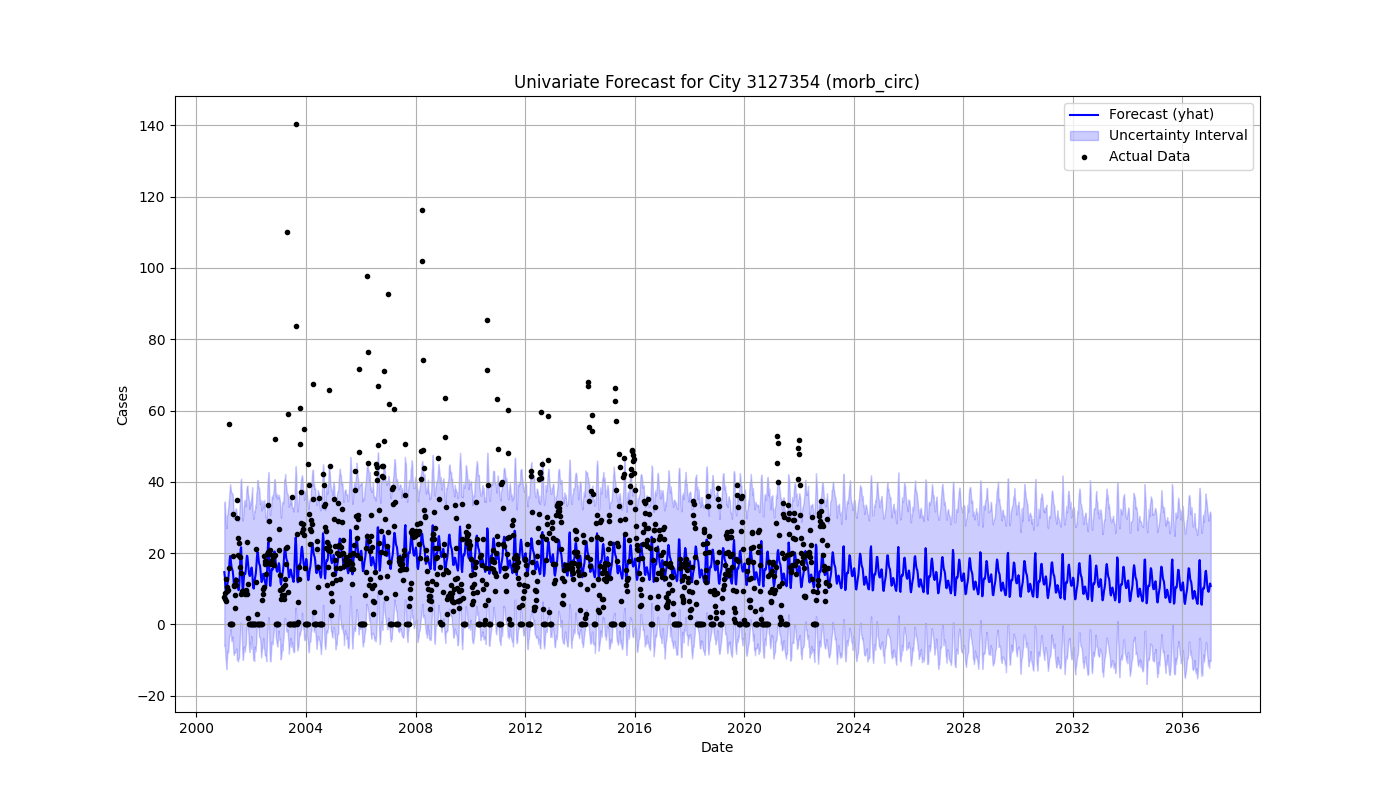 Univariate Forecast for City 3127354 (morb_circ)
Forecast (yhat)
Uncertainty Interval
Actual Data
Cases
140
120
100
80
60
40
20
0
−20
2000 2004 2008 2012 2016 2020 2024 2028 2032 2036
Date